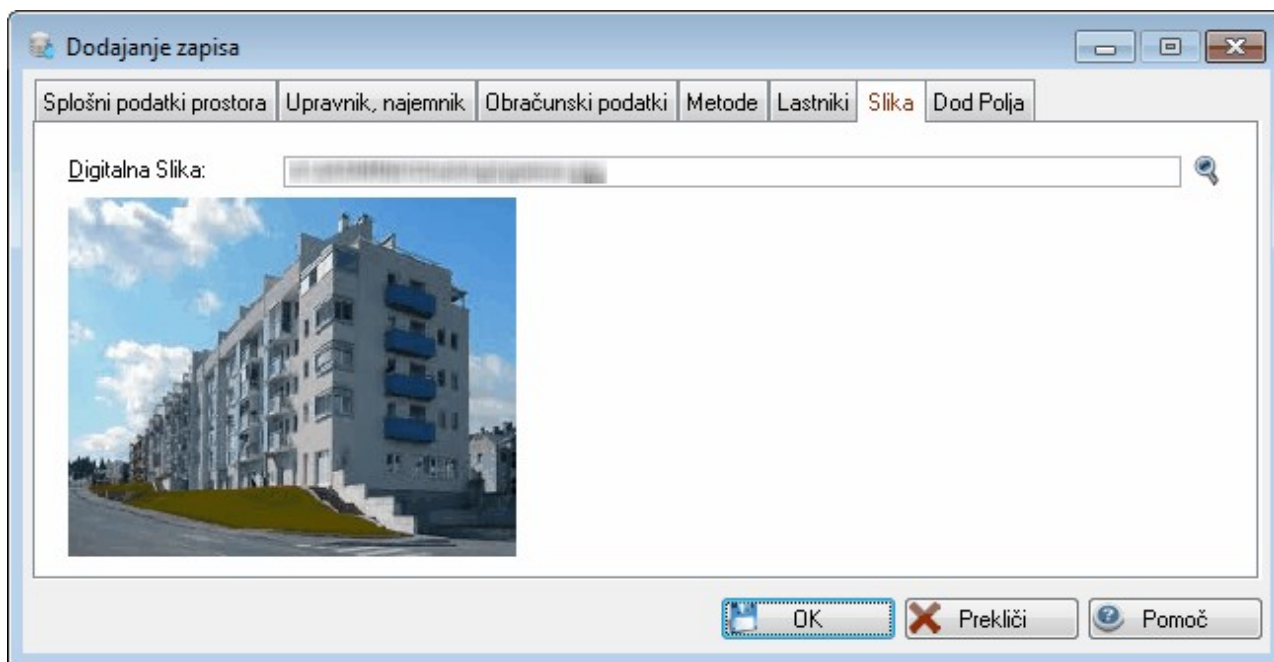 Dodajanje zapisa
Splošni podatki prostora Upravnik, najemnik Obračunski podatki Metode Lastniki Slika Dod Polja
Digitalna Slika:
OK Prekliči Pomoč